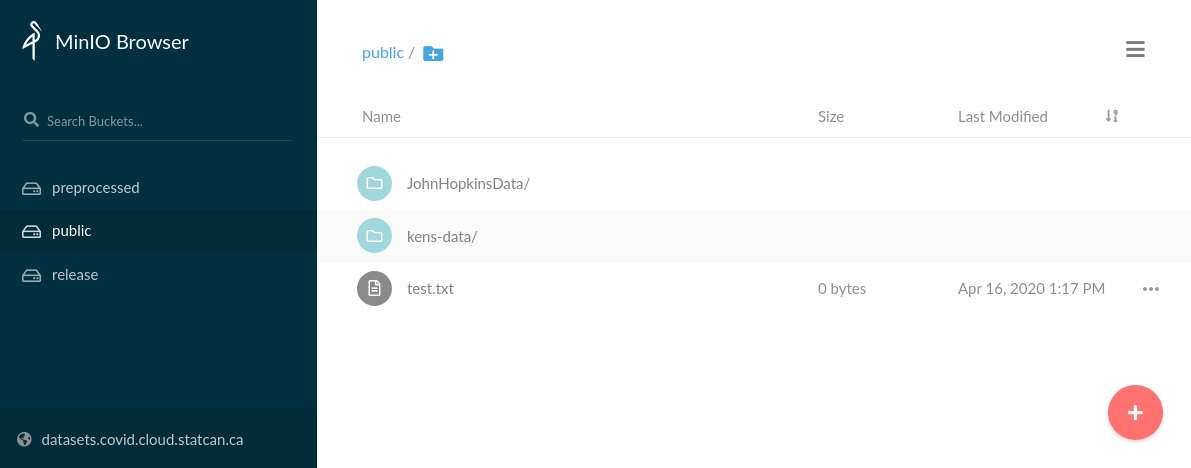 MinIO Browser
Search Buckets...
preprocessed
public
release
datasets.covid.cloud.statcan.ca
public /
Name Size Last Modified
JohnHopkinsData/
kens-data/
test.txt 0 bytes Apr 16, 2020 1:17 PM